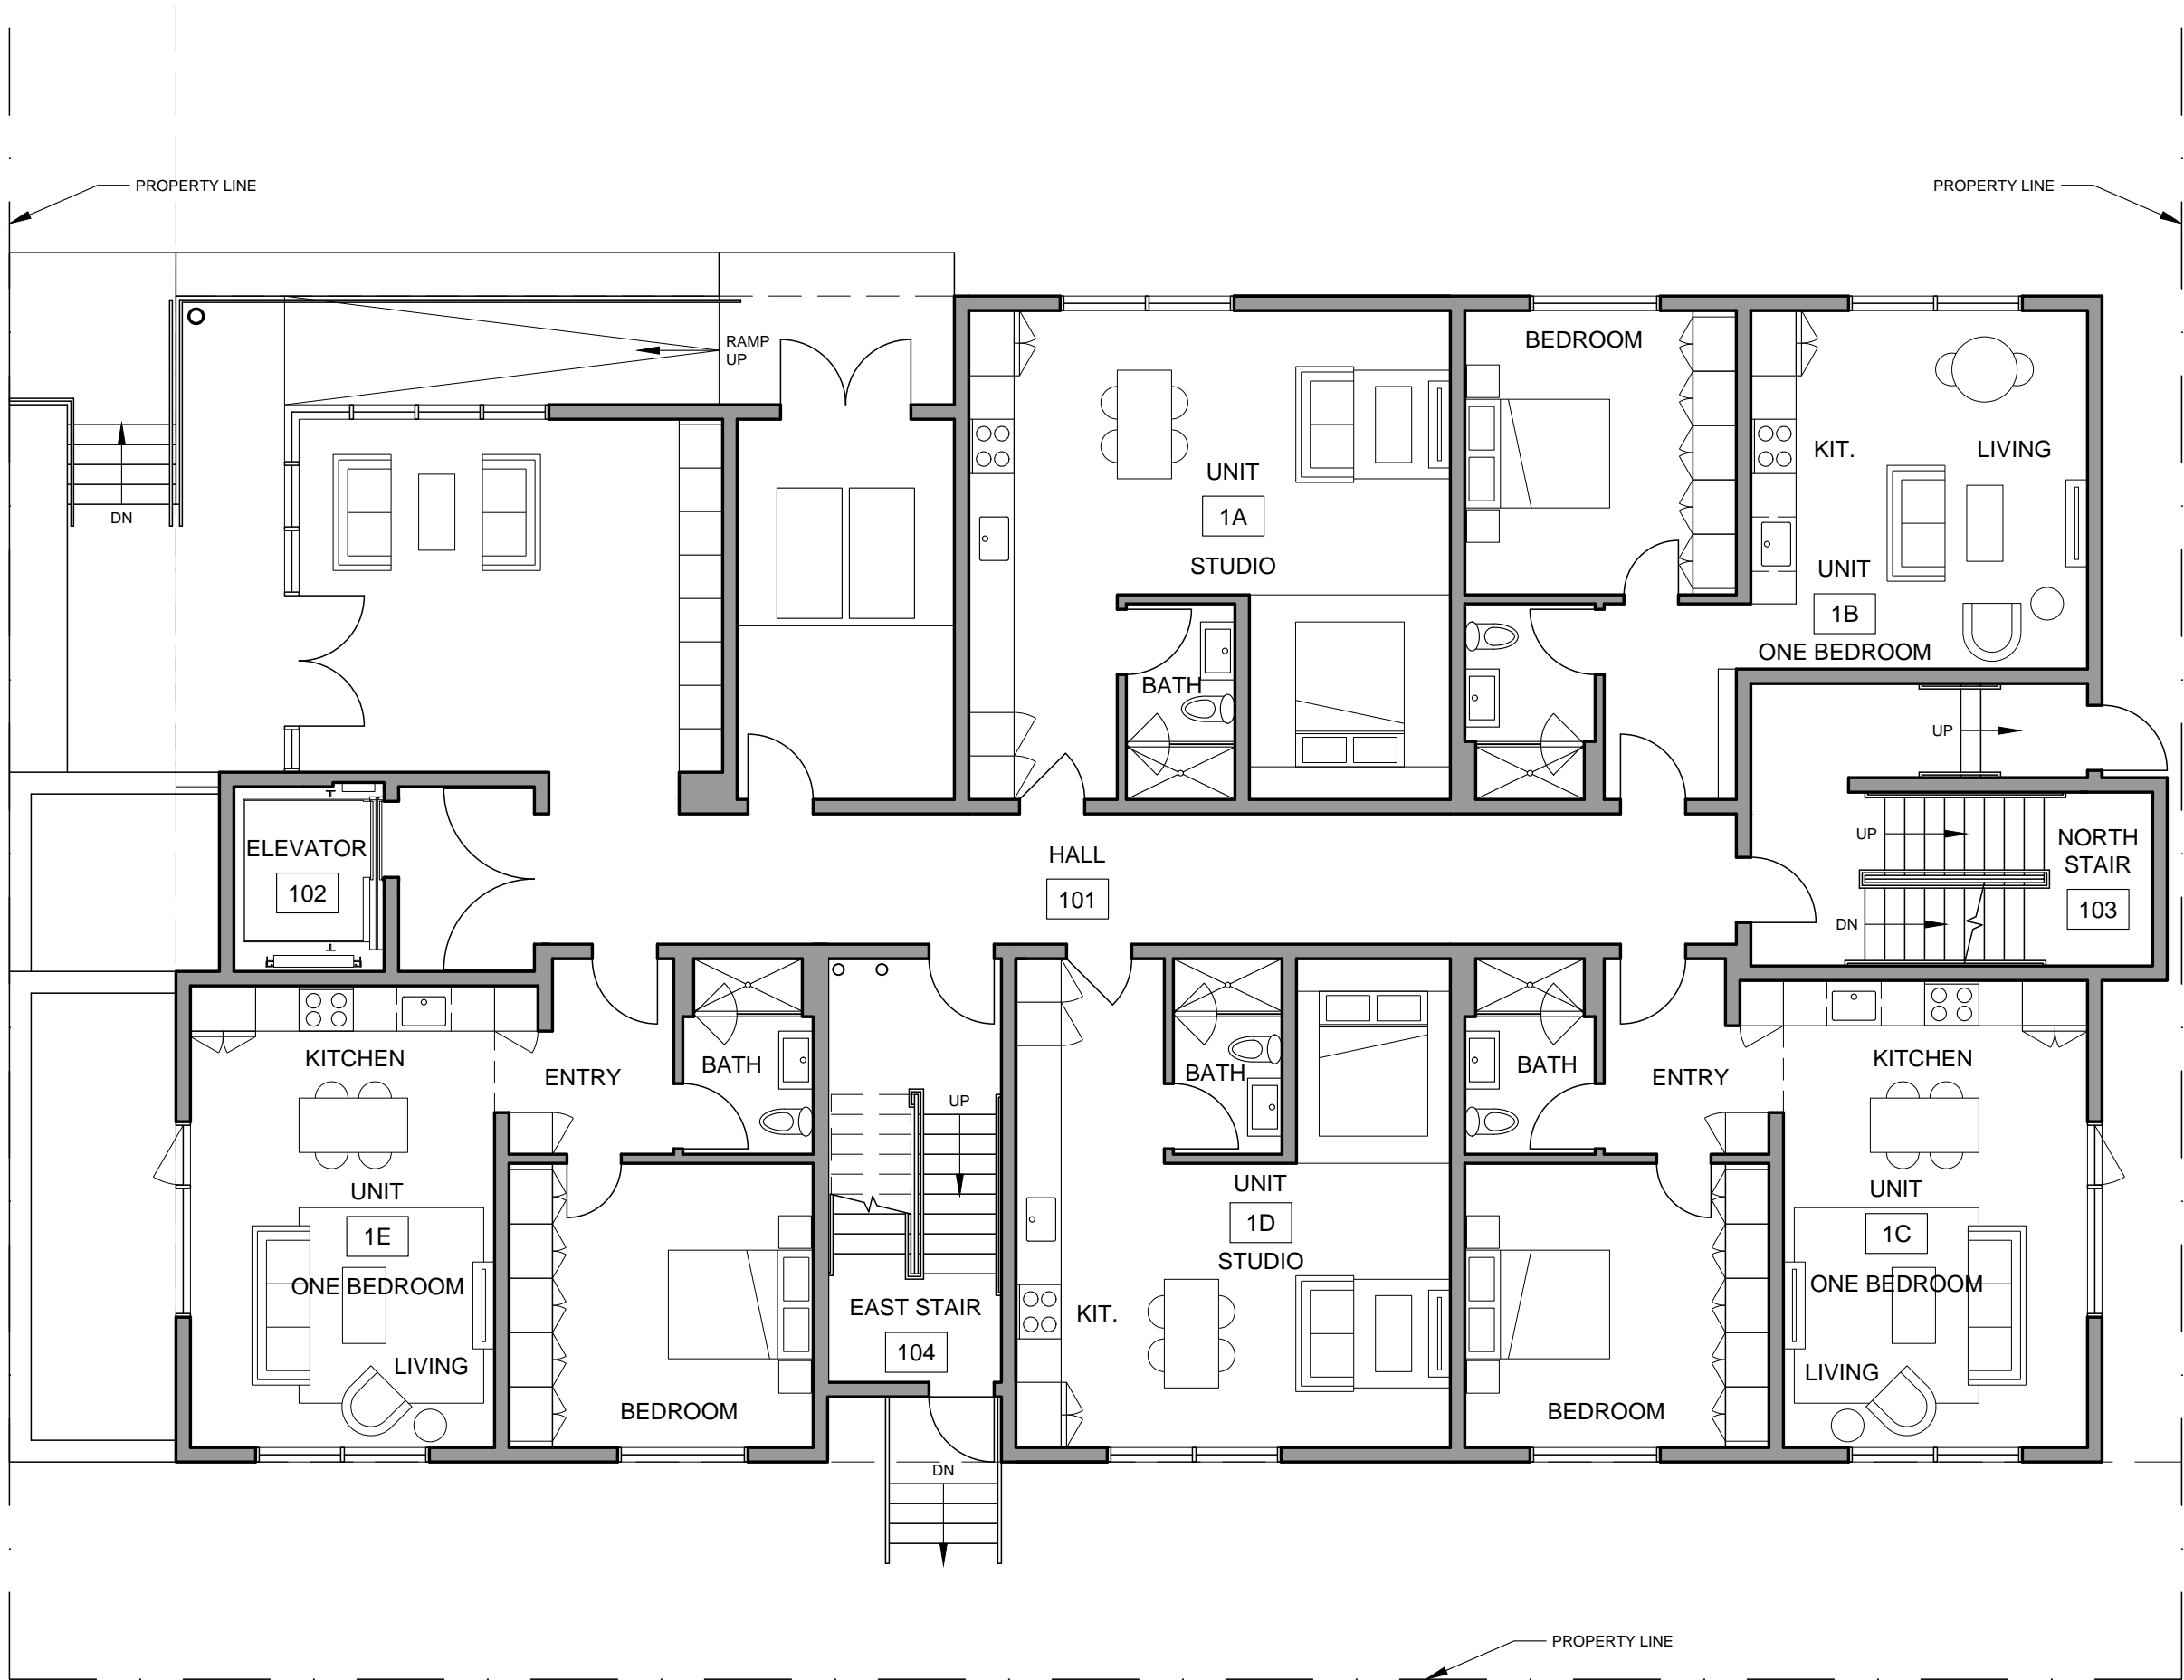 PROPERTY LINE
PROPERTY LINE
RAMP
UP
DN
UNIT
1A
STUDIO
BATH
BEDROOM
KIT.
LIVING
UNIT
1B
ONE BEDROOM
UP
UP
DN
NORTH
STAIR
103
ELEVATOR
102
HALL
101
KITCHEN
ENTRY
BATH
UNIT
1E
ONE BEDROOM
LIVING
BEDROOM
UP
EAST STAIR
104
DN
BATH
UNIT
1D
STUDIO
KIT.
BATH
ENTRY
BEDROOM
KITCHEN
UNIT
1C
ONE BEDROOM
LIVING
PROPERTY LINE